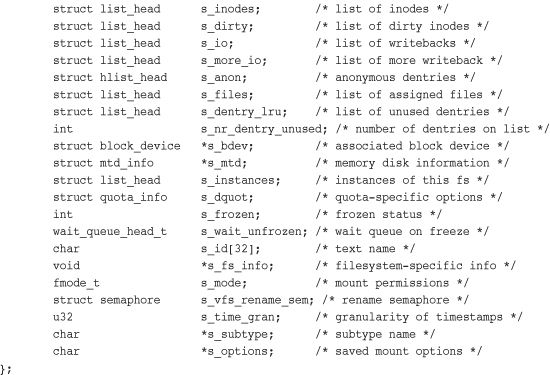 struct list_head s_inodes; /* list of inodes */
struct list_head s_dirty; /* list of dirty inodes */
struct list_head s_io; /* list of writebacks */
struct list_head s_more_io; /* list of more writeback */
struct hlist_head s_anon; /* anonymous dentries */
struct list_head s_files; /* list of assigned files */
struct list_head s_dentry_lru; /* list of unused dentries */
int s_nr_dentry_unused; /* number of dentries on list */
struct block_device *s_bdev; /* associated block device */
struct mtd_info *s_mtd; /* memory disk information */
struct list_head s_instances; /* instances of this fs */
struct quota_info s_dquot; /* quota-specific options */
int s_frozen; /* frozen status */
wait_queue_head_t s_wait_unfrozen; /* wait queue on freeze */
char s_id[32]; /* text name */
void *s_fs_info; /* filesystem-specific info */
fmode_t s_mode; /* mount permissions */
struct semaphore s_vfs_rename_sem; /* rename semaphore */
u32 s_time_gran; /* granularity of timestamps */
char *s_subtype; /* subtype name */
char *s_options; /* saved mount options */
};